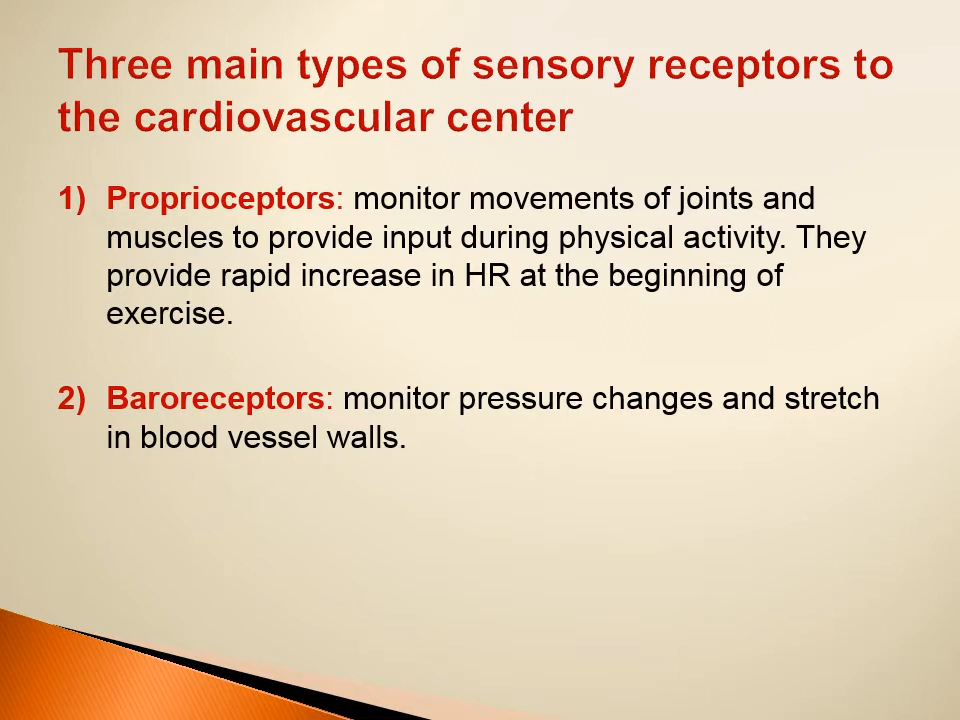 Three main types of sensory receptors to
the cardiovascular center
1) Proprioceptors: monitor movements of joints and
muscles to provide input during physical activity. They
provide rapid increase in HR at the beginning of
exercise.
2) Baroreceptors: monitor pressure changes and stretch
in blood vessel walls.